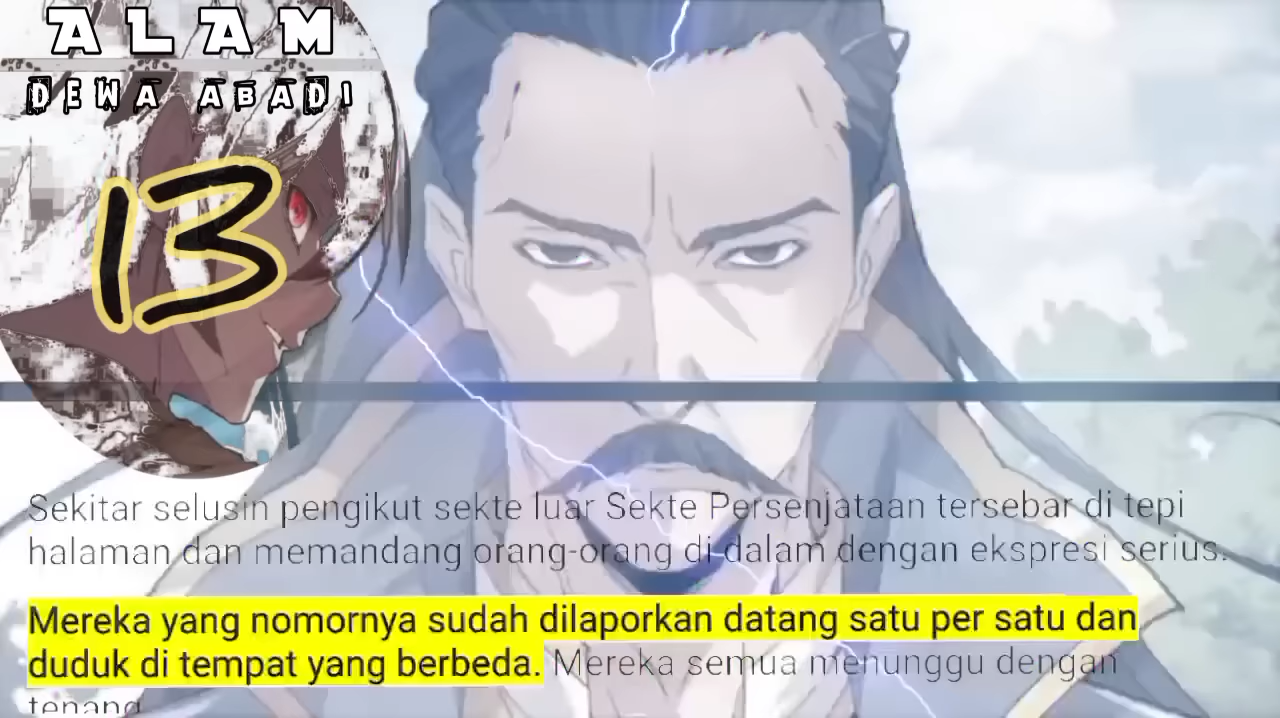 ALAM
DEWA ABADI
13
Sekitar selusin pengikut sekte luar Sekte Persenjataan tersebar di tepi
halaman dan memandang orang-orang di dalam dengan ekspresi serius.
Mereka yang nomornya sudah dilaporkan datang satu per satu dan
duduk di tempat yang berbeda. Mereka semua menunggu dengan
tenang